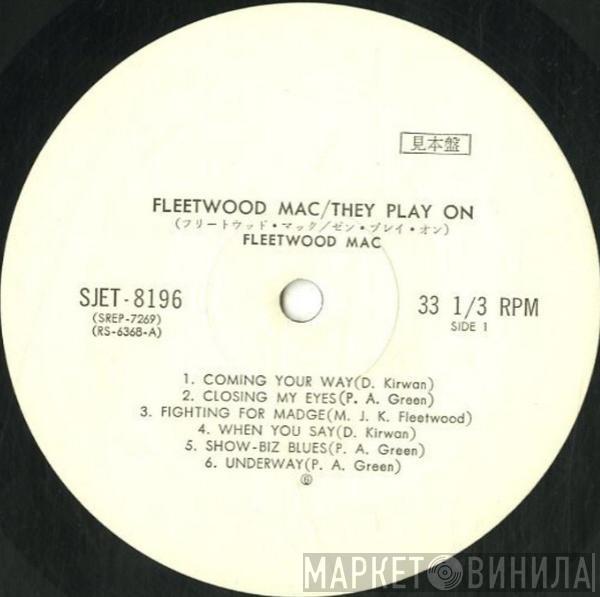 見本盤
FLEETWOOD MAC/THEY PLAY ON
(フリートウッド・マック/ゼン・プレイ・オン)
FLEETWOOD MAC
SJET-8196
(SREP-7269)
(RS-6368-A)
33 1/3 RPM
SIDE 1
1. COMING YOUR WAY(D. Kirwan)
2. CLOSING MY EYES(P. A. Green)
3. FIGHTING FOR MADGE(M. J. K. Fleetwood)
4. WHEN YOU SAY(D. Kirwan)
5. SHOW-BIZ BLUES(P. A. Green)
6. UNDERWAY(P. A. Green)
МАРКЕТ ВИНИЛА